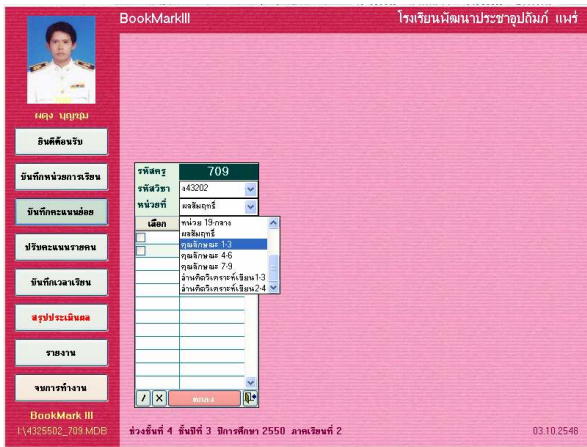 BookMarkIII
โรงเรียนพัฒนาประชาอุปถัมภ์ แพร่
ผดุง บุญชุม
ยินดีต้อนรับ
บันทึกหน่วยการเรียน
บันทึกคะแนนย่อย
ปรับคะแนนรายคน
บันทึกเวลาเรียน
สรุปประเมินผล
รายงาน
จบการทำงาน
BookMark III
I:\4325502_709.MDB
รหัสครู 709
รหัสวิชา ง43202
หน่วยที่ ผลสัมฤทธิ์
เลือก
หน่วย 19-กลาง
ผลสัมฤทธิ์
คุณลักษณะ 1-3
คุณลักษณะ 4-6
คุณลักษณะ 7-9
อ่านคิดวิเคราะห์เขียน1-3
อ่านคิดวิเคราะห์เขียน2-4
/ X ตกลง
ช่วงชั้นที่ 4 ชั้นปีที่ 3 ปีการศึกษา 2550 ภาคเรียนที่ 2
03.10.2548